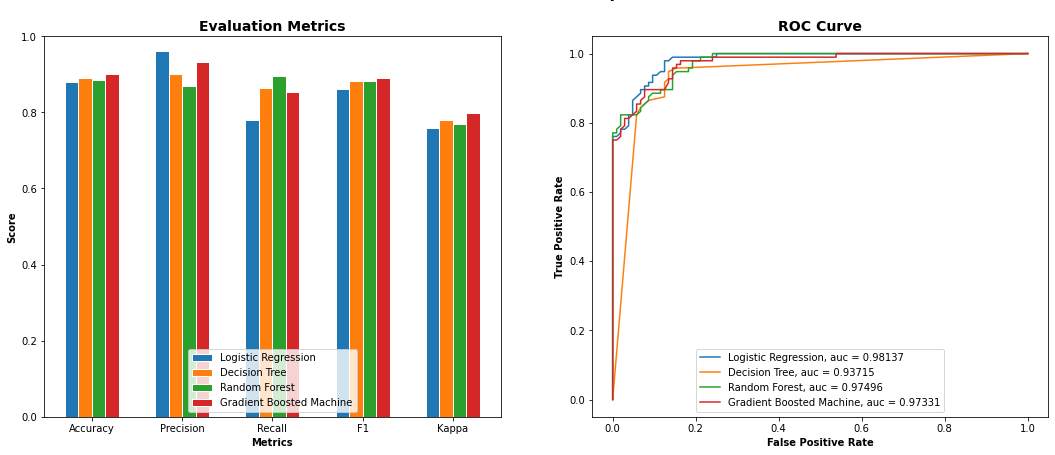 Evaluation Metrics
1.0
0.8
0.6
0.4
0.2
0.0
Score
Logistic Regression
Decision Tree
Random Forest
Gradient Boosted Machine
Accuracy Precision Recall F1 Kappa
Metrics
ROC Curve
1.0
0.8
0.6
0.4
0.2
0.0
True Positive Rate
Logistic Regression, auc = 0.98137
Decision Tree, auc = 0.93715
Random Forest, auc = 0.97496
Gradient Boosted Machine, auc = 0.97331
0.0 0.2 0.4 0.6 0.8 1.0
False Positive Rate